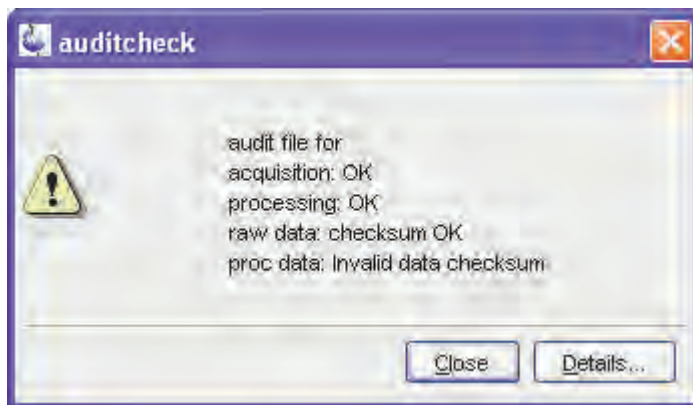 auditcheck
audit file for
acquisition: OK
processing: OK
raw data: checksum OK
proc data: Invalid data checksum
Close
Details...